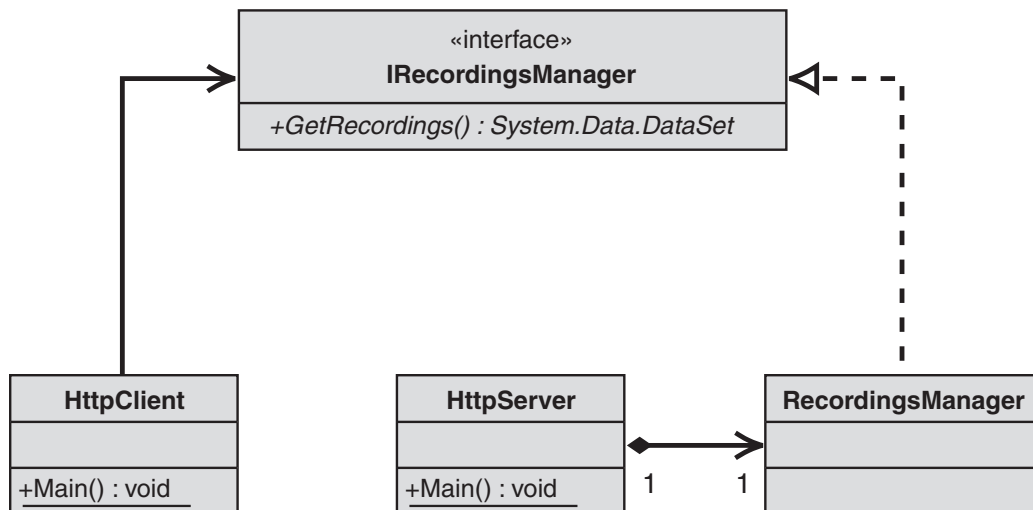 «interface»
IRecordingsManager
+GetRecordings() : System.Data.DataSet
HttpClient
+Main() : void
HttpServer
+Main() : void
1
1
RecordingsManager